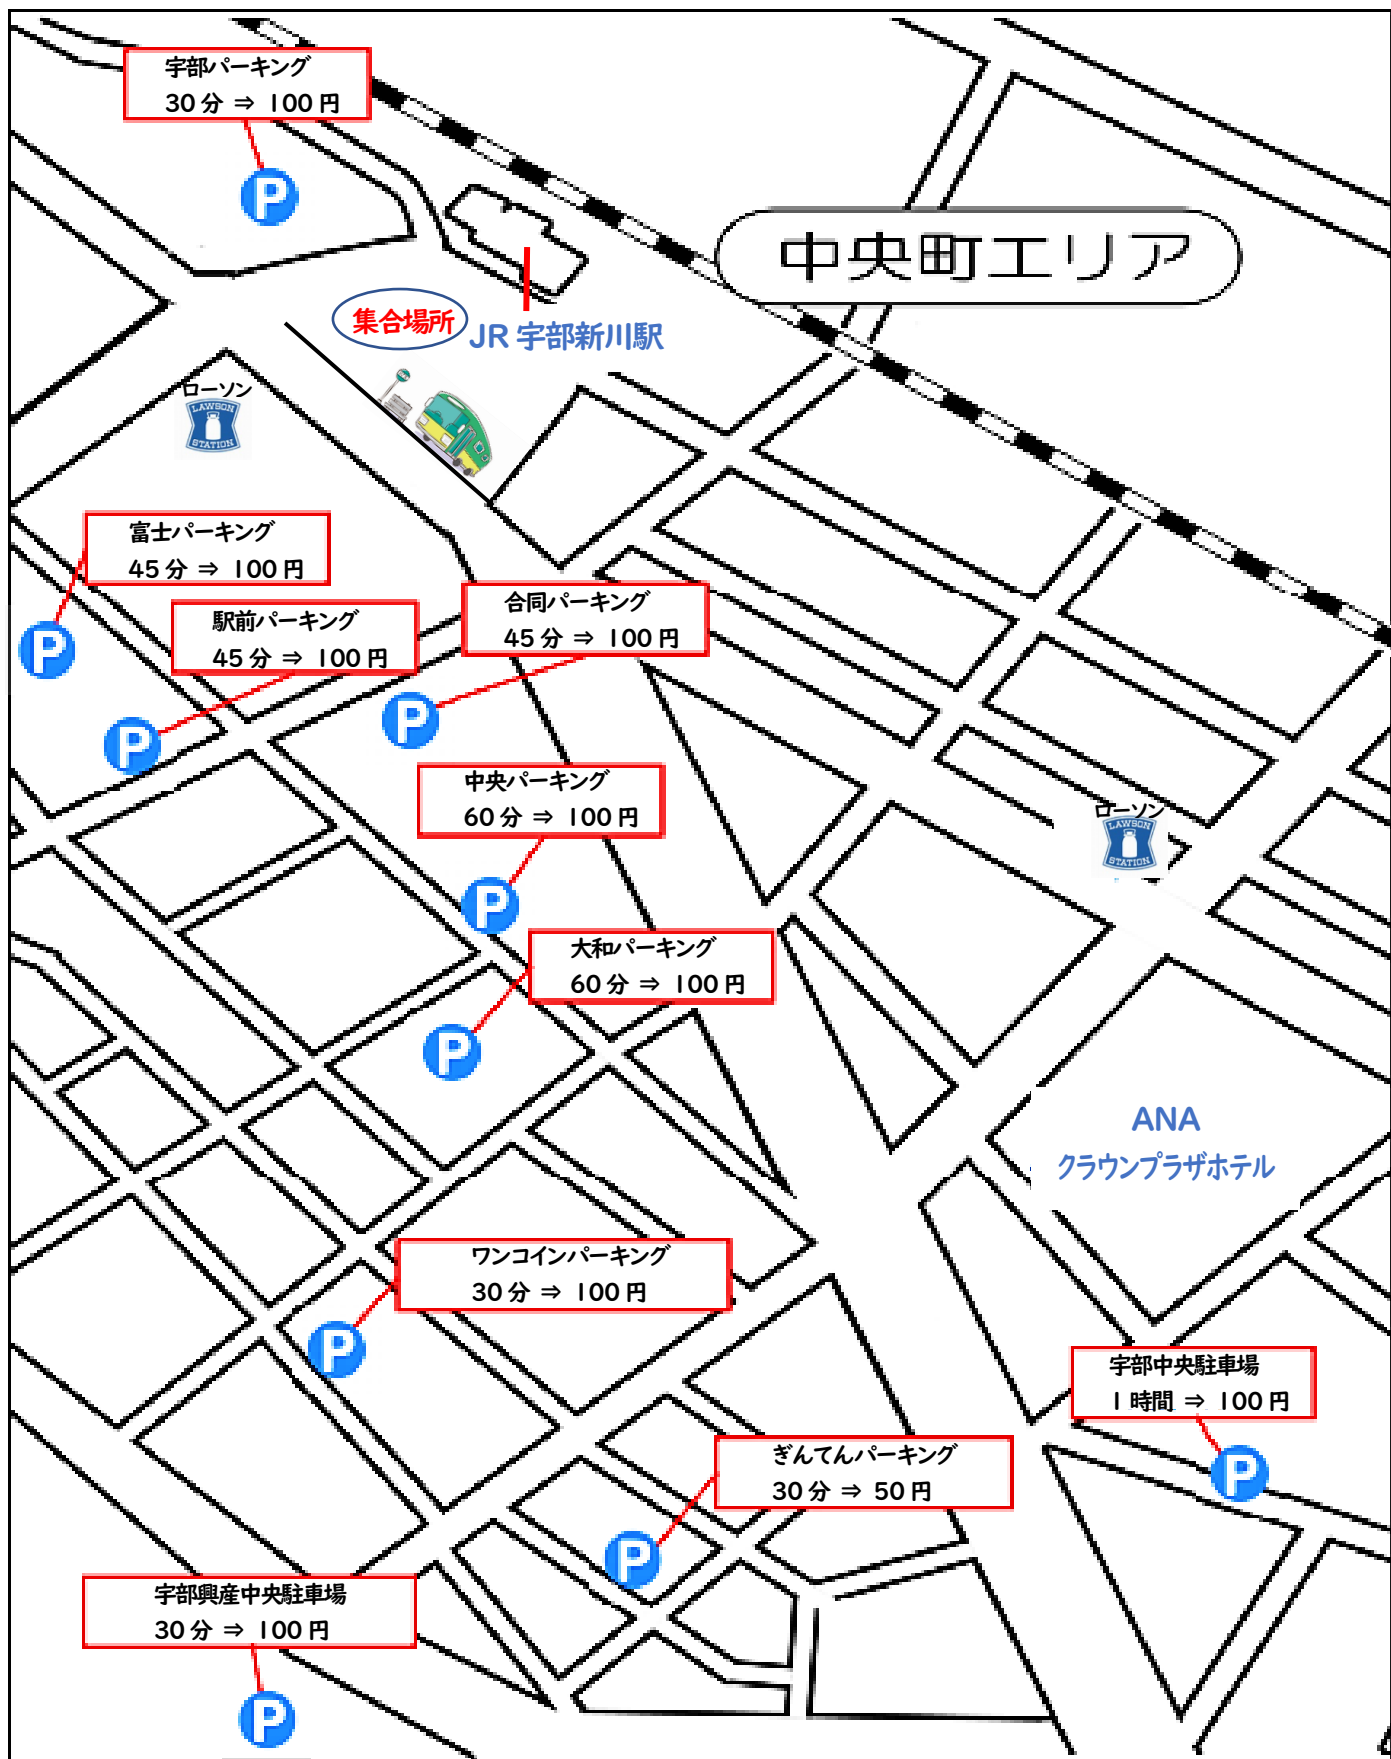 宇部パーキング
30分 ⇒ 100円
P
中央町エリア
集合場所
JR 宇部新川駅
ローソン
LAWSON
STATION
富士パーキング
45分 ⇒ 100円
P
駅前パーキング
45分 ⇒ 100円
P
合同パーキング
45分 ⇒ 100円
P
中央パーキング
60分 ⇒ 100円
P
ローソン
LAWSON
STATION
大和パーキング
60分 ⇒ 100円
P
ANA
クラウンプラザホテル
ワンコインパーキング
30分 ⇒ 100円
P
宇部中央駐車場
1時間 ⇒ 100円
P
ぎんてんパーキング
30分 ⇒ 50円
P
宇部興産中央駐車場
30分 ⇒ 100円
P